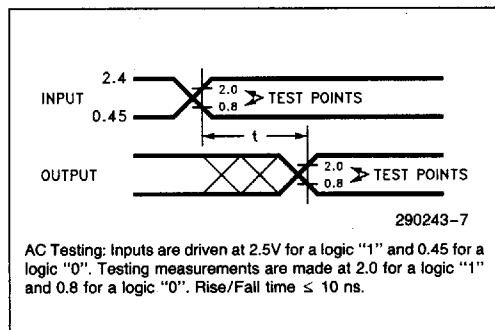 2.4
INPUT
0.45
2.0
0.8
TEST POINTS
t
OUTPUT
2.0
0.8
TEST POINTS
290243-7
AC Testing: Inputs are driven at 2.5V for a logic "1" and 0.45 for a
logic "0". Testing measurements are made at 2.0 for a logic "1"
and 0.8 for a logic "0". Rise/Fall time ≤ 10 ns.